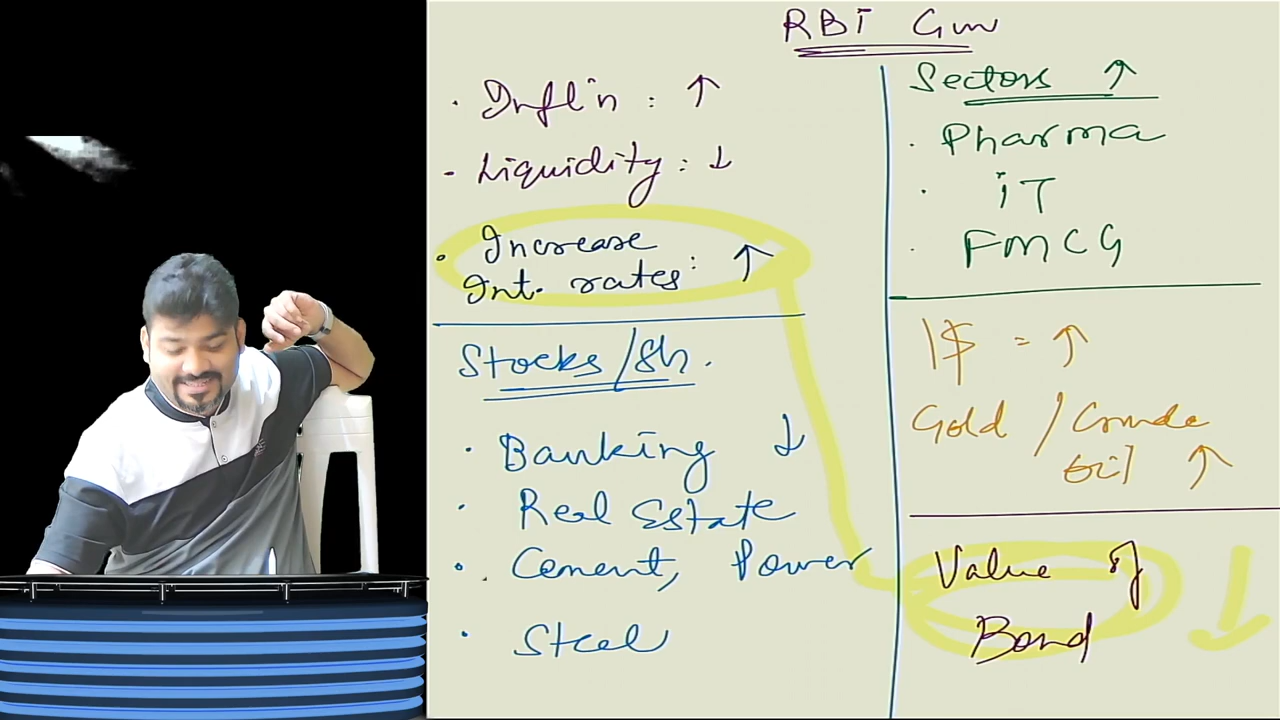 RBI Gov
Sectors ↑
. Inflin : ↑
- Liquidity : ↓
. Increase
Int. rates : ↑
. Pharma
. iT
. FMCG
Stocks/Sh.
. Banking ↓
. Real Estate
. Cement, Power
. Steel
1$ = ↑
Gold / Crude
Oil ↑
Value of
Bond ↓